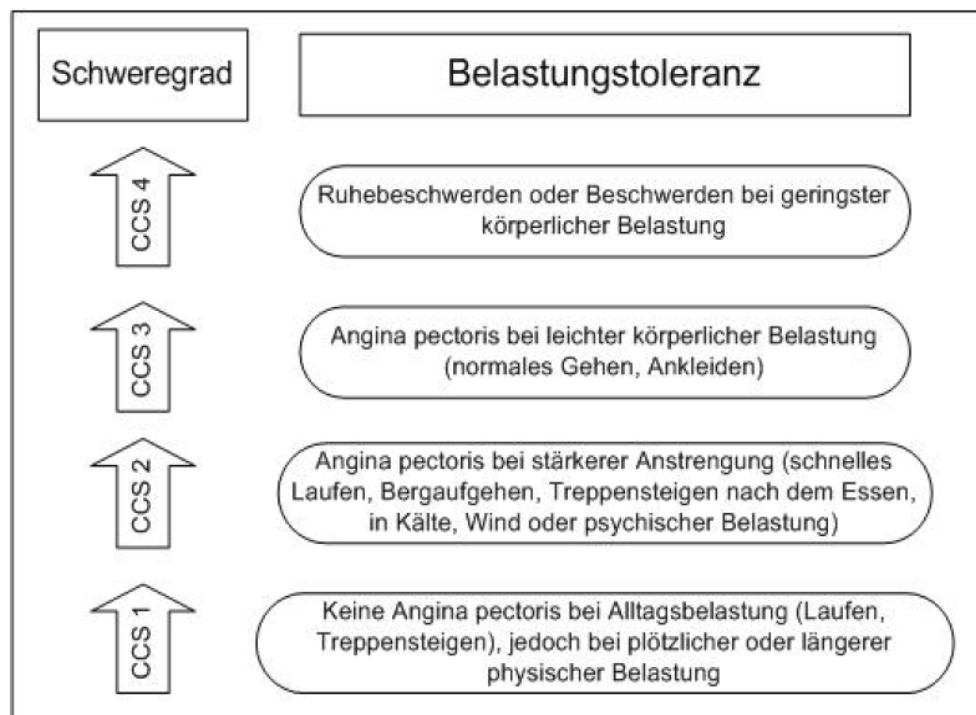 Schweregrad
Belastungstoleranz
CCS 4
Ruhebeschwerden oder Beschwerden bei geringster
körperlicher Belastung
CCS 3
Angina pectoris bei leichter körperlicher Belastung
(normales Gehen, Ankleiden)
CCS 2
Angina pectoris bei stärkerer Anstrengung (schnelles
Laufen, Bergaufgehen, Treppensteigen nach dem Essen,
in Kälte, Wind oder psychischer Belastung)
CCS 1
Keine Angina pectoris bei Alltagsbelastung (Laufen,
Treppensteigen), jedoch bei plötzlicher oder längerer
physischer Belastung